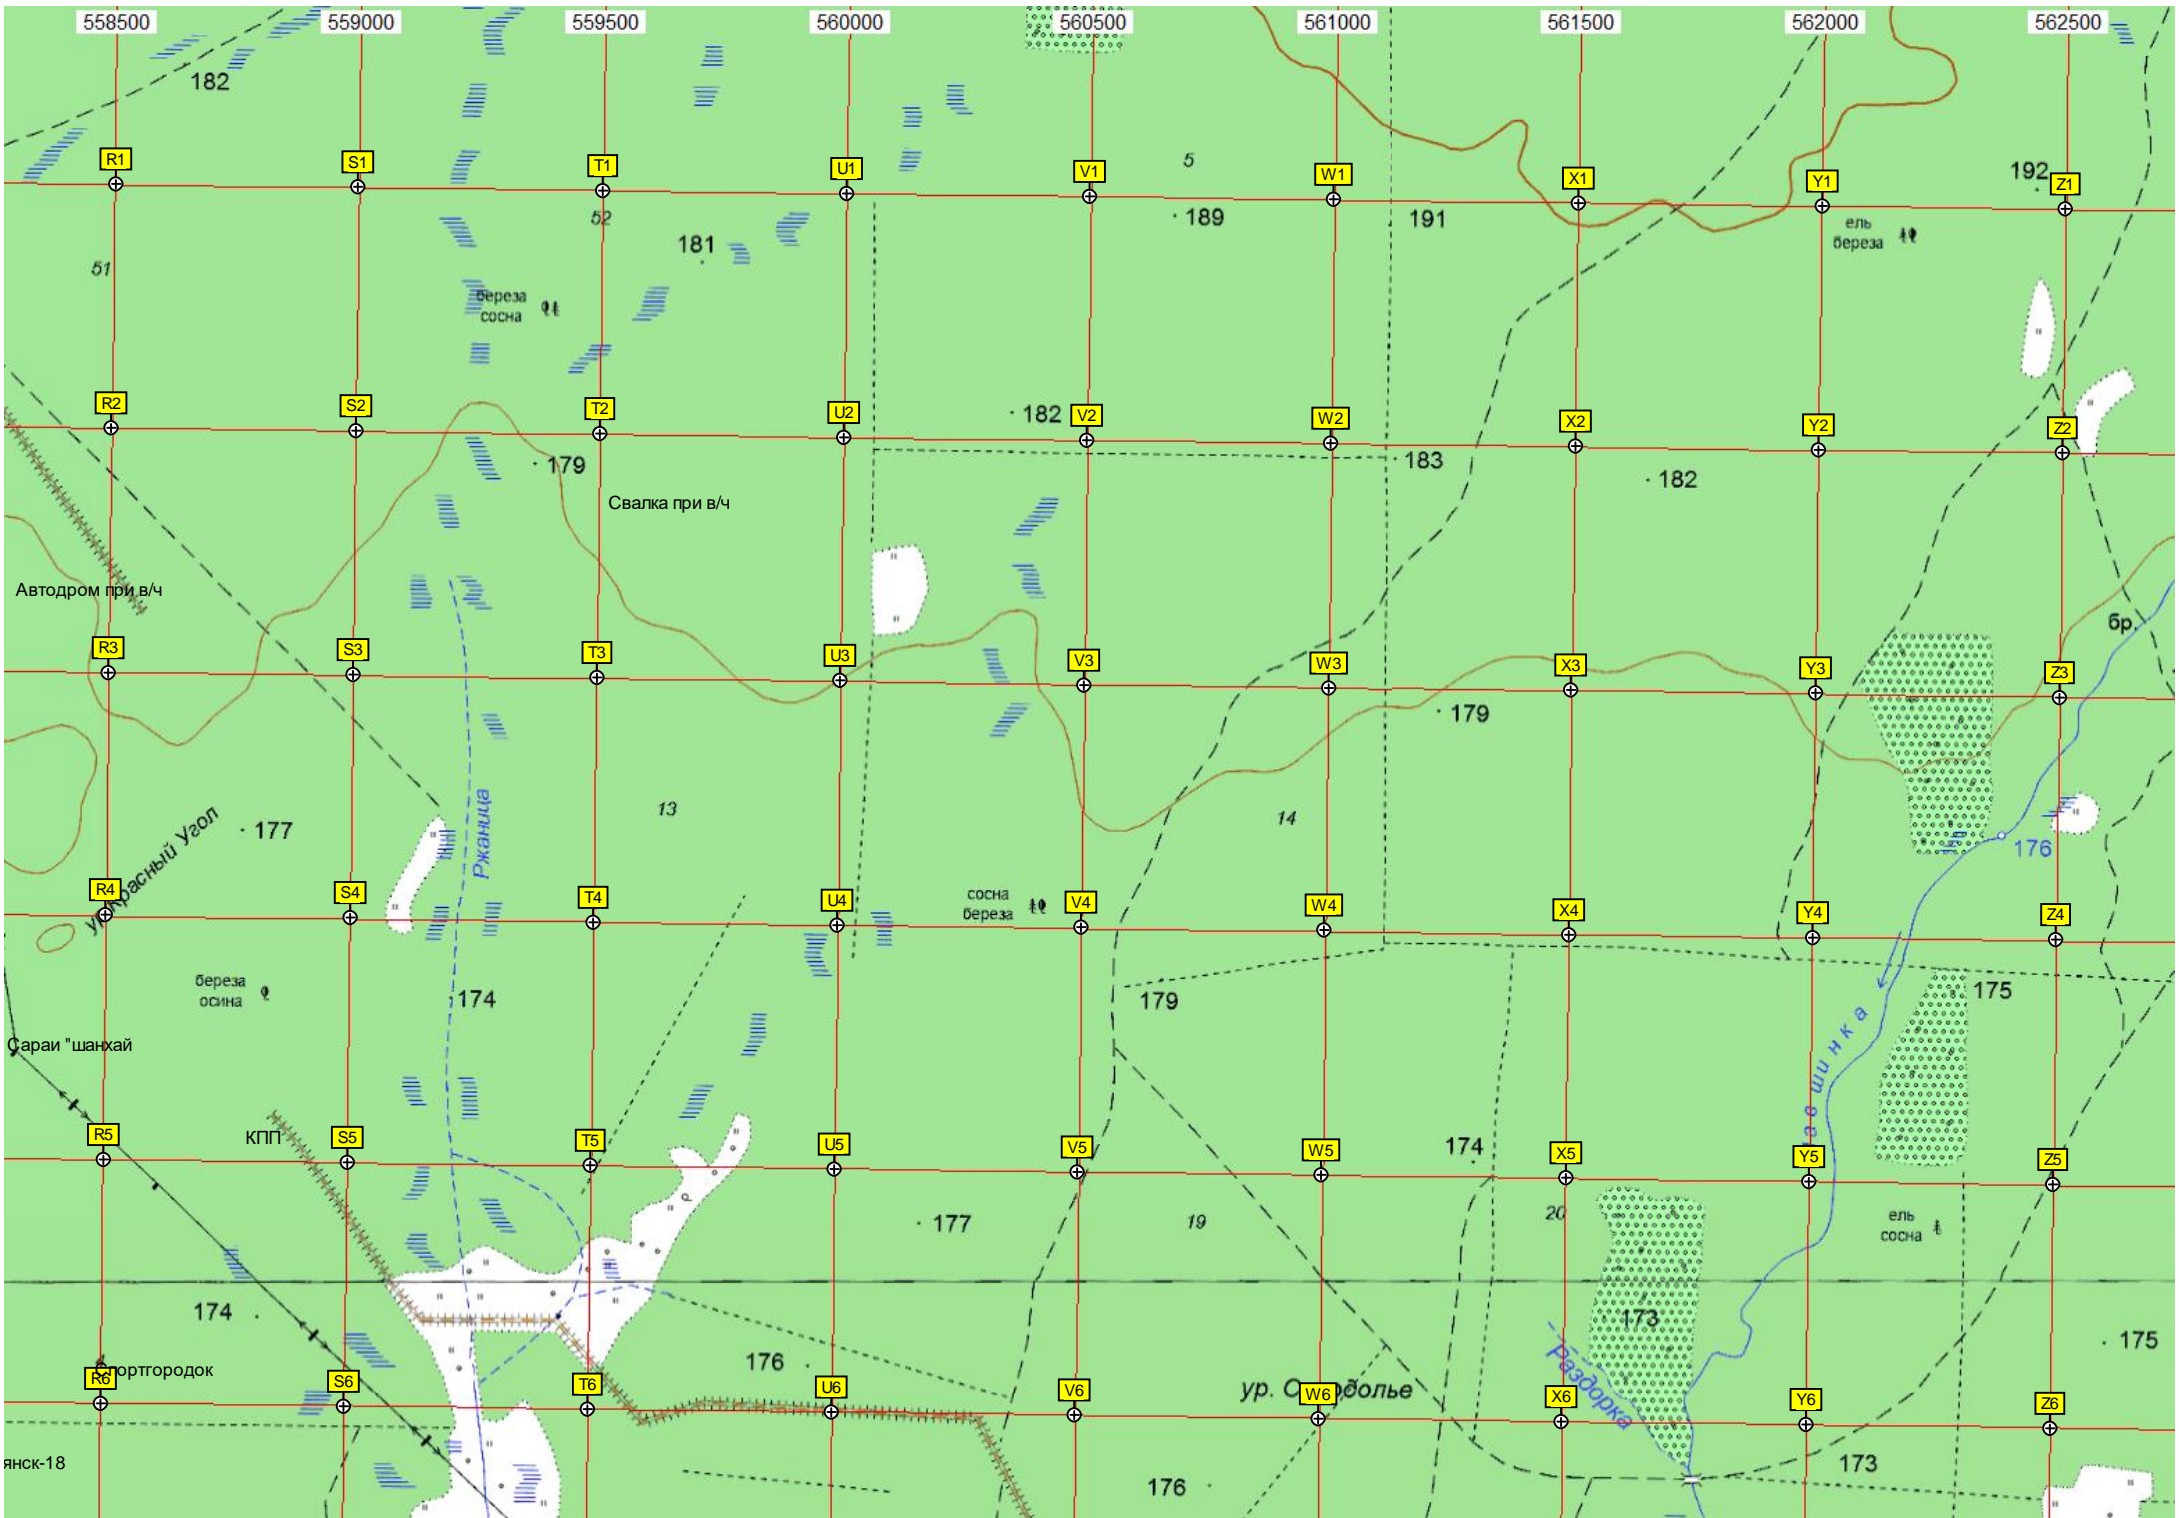 558500 559000 559500 560000 560500 561000 561500 562000 562500
182
R1 S1 T1 U1 V1 W1 X1 Y1 Z1
5
192
52
189
191
181
51
ель
береза
береза
сосна
R2 S2 T2 U2 V2 W2 X2 Y2 Z2
182
179
183
182
Свалка при в/ч
Автодром при в/ч
бр.
R3 S3 T3 U3 V3 W3 X3 Y3 Z3
179
13
14
177
176
Ржаница
ур. Красный Угол
R4 S4 T4 U4 V4 W4 X4 Y4 Z4
сосна
береза
береза
осина
174
179
175
Сараи "шанхай
КПП
R5 S5 T5 U5 V5 W5 X5 Y5 Z5
174
177
19
20
ель
сосна
174
173
175
176
Раздорка
Спортгородок
R6 S6 T6 U6 V6 W6 X6 Y6 Z6
янск-18
176
173